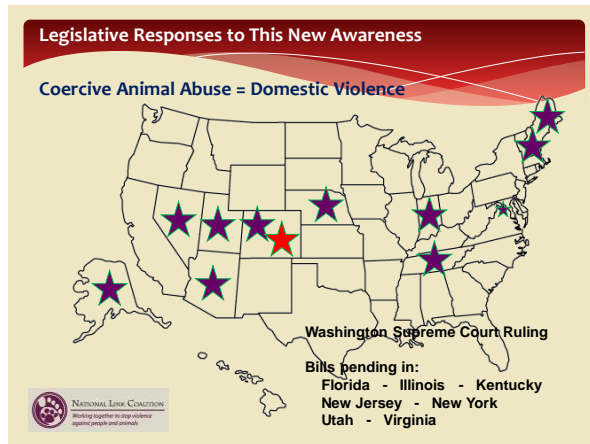 Legislative Responses to This New Awareness
Coercive Animal Abuse = Domestic Violence
Washington Supreme Court Ruling
Bills pending in:
Florida - Illinois - Kentucky
New Jersey - New York
Utah - Virginia
NATIONAL LINK COALITION
Working together to stop violence
against people and animals